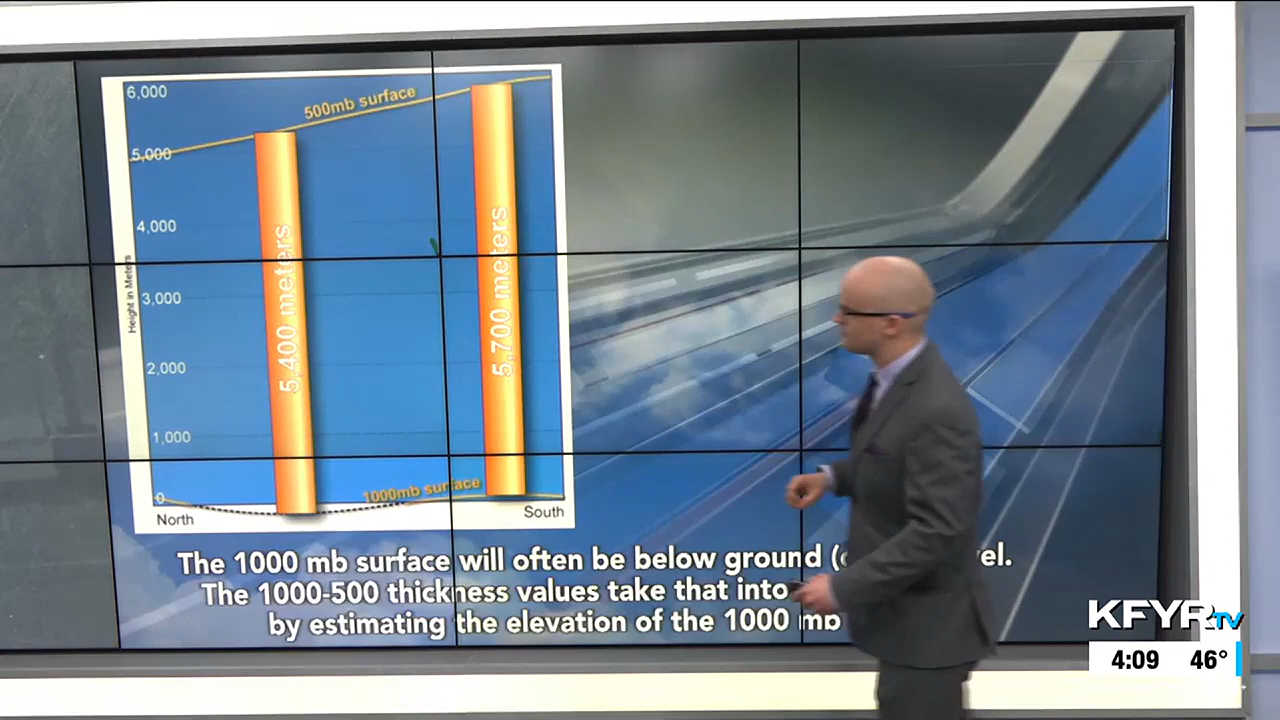 6,000
500mb surface
5,000
4,000
Height in Meters
3,000
2,000
1,000
0
5,400 meters
5,700 meters
1000mb surface
North
South
The 1000 mb surface will often be below ground
The 1000-500 thickness values take that into
by estimating the elevation of the 1000 mb
KFYR TV
4:09 46°